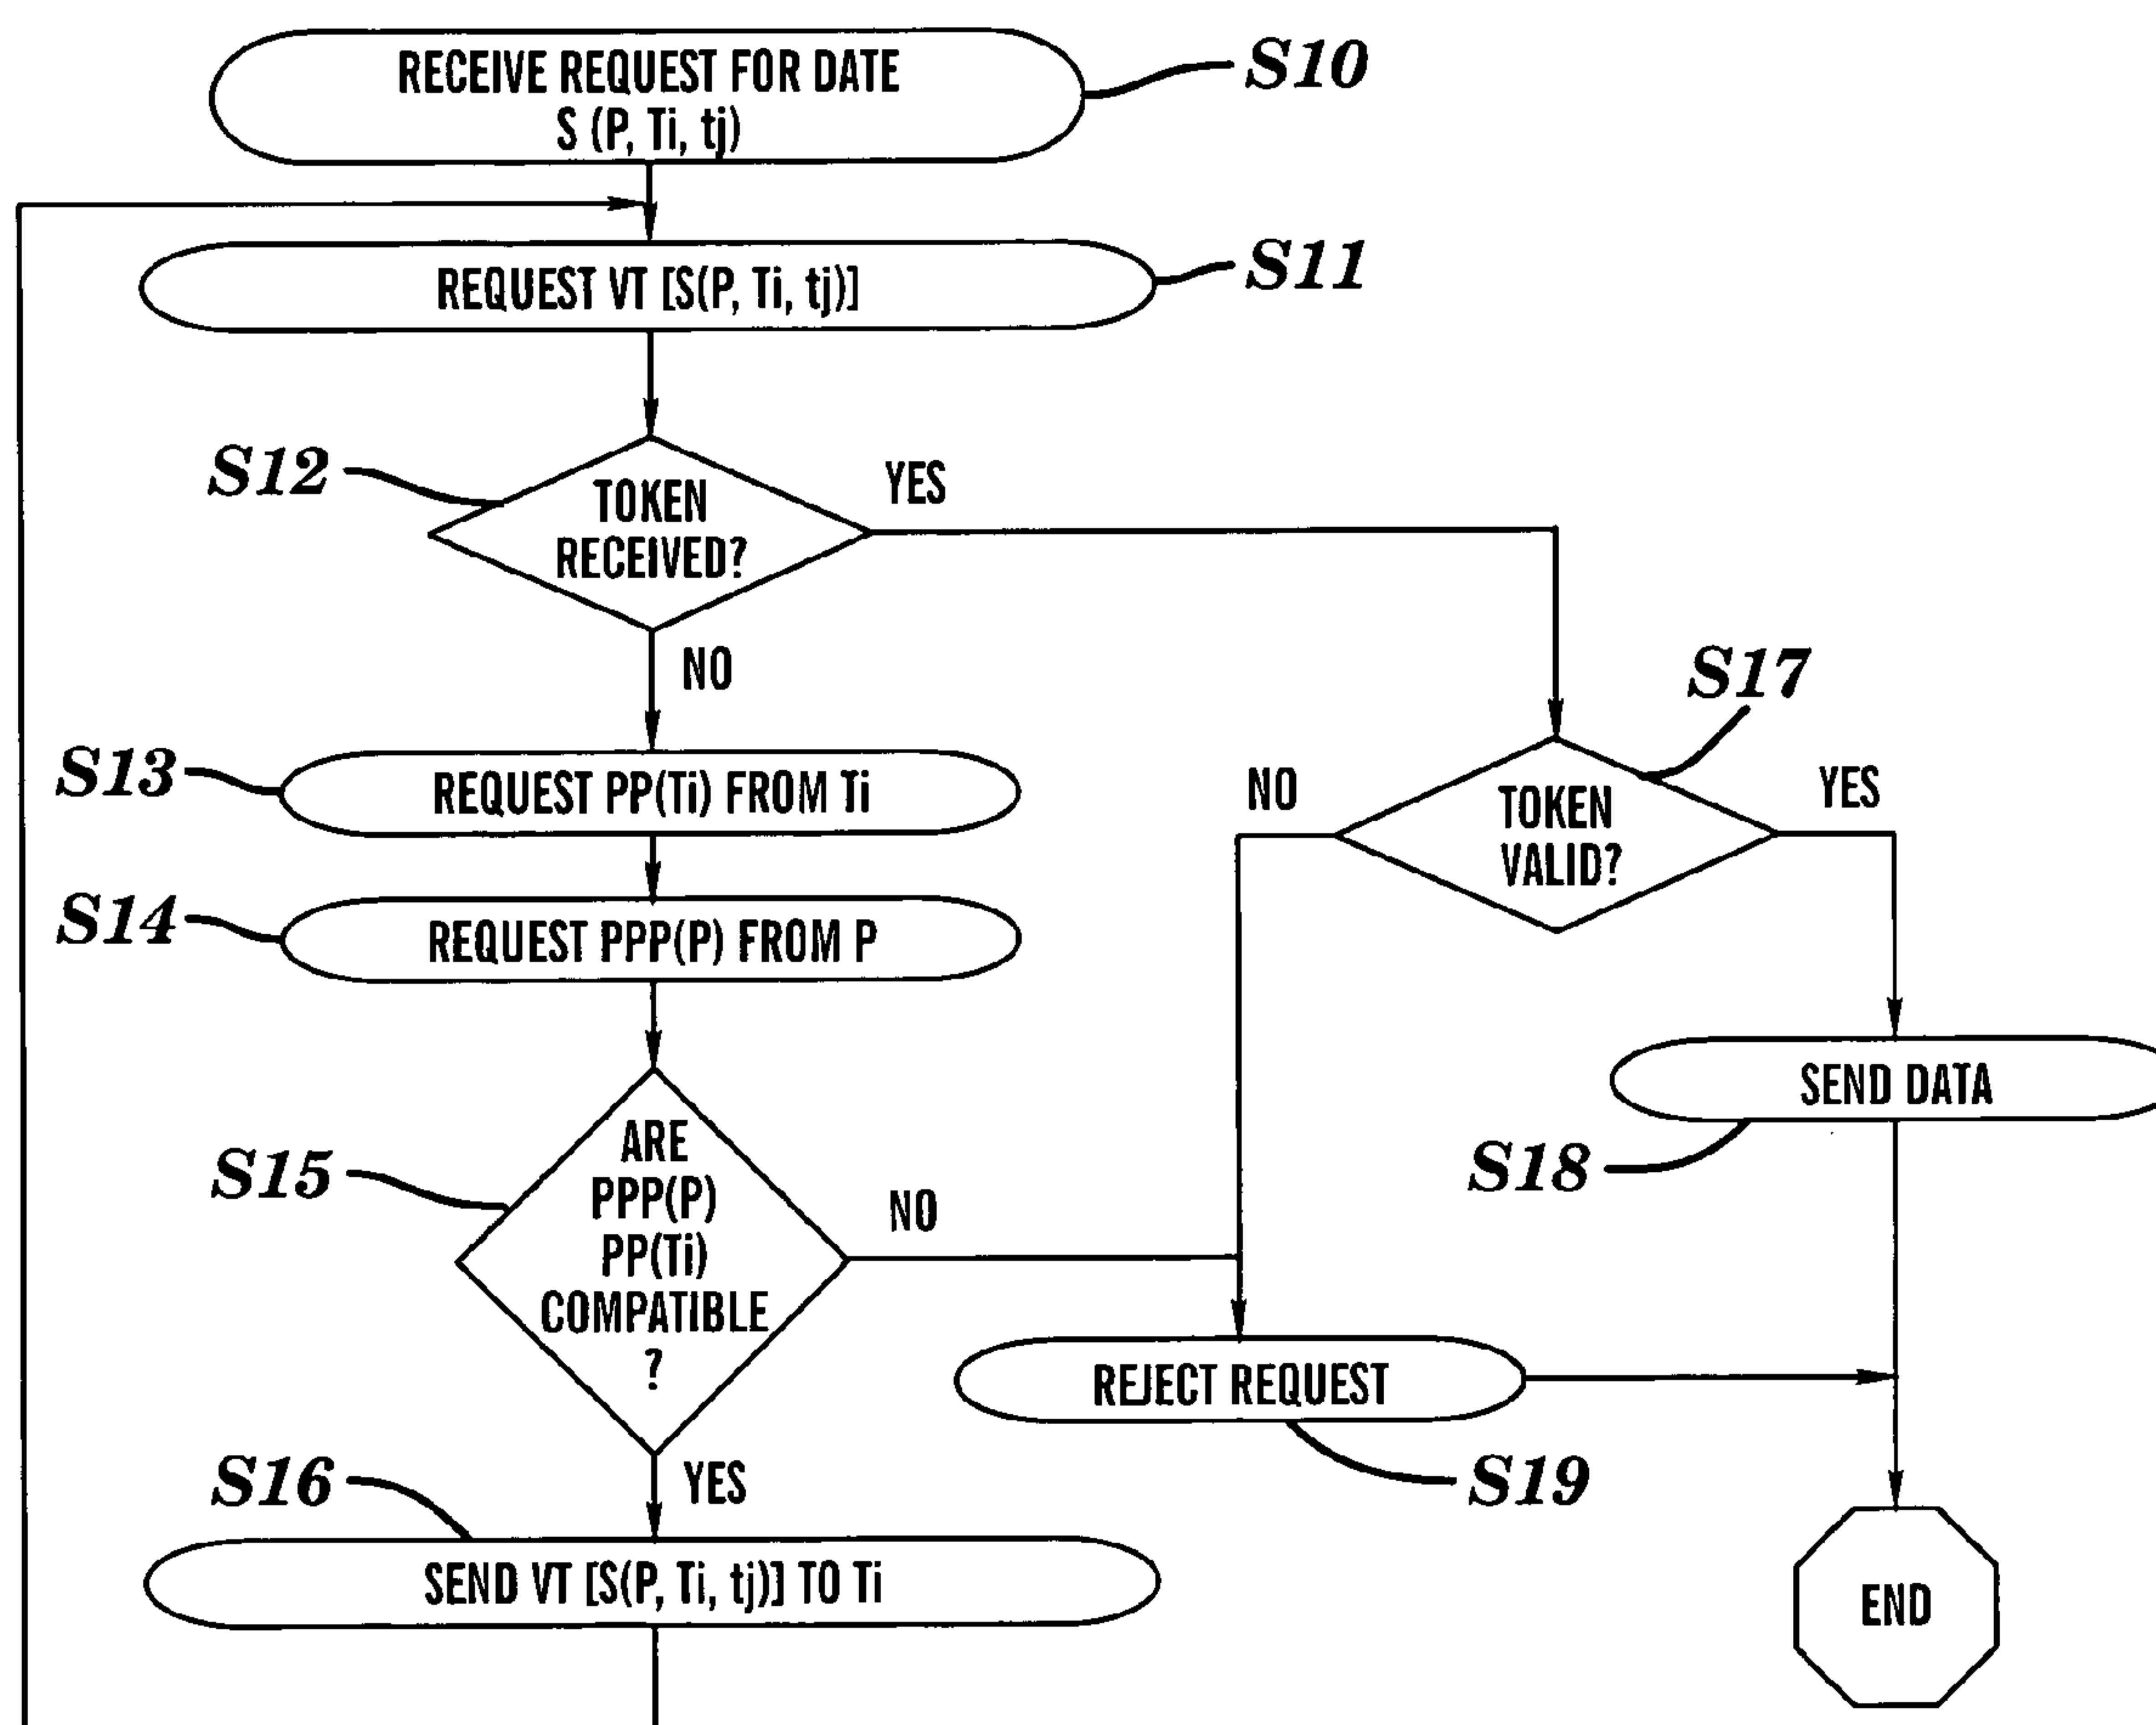 RECEIVE REQUEST FOR DATE
S (P, Ti, tj)
S10
REQUEST VT [S(P, Ti, tj)]
S11
S12
TOKEN
RECEIVED?
YES
NO
S13
REQUEST PP(Ti) FROM Ti
S14
REQUEST PPP(P) FROM P
S15
ARE
PPP(P)
PP(Ti)
COMPATIBLE
?
NO
YES
S16
SEND VT [S(P, Ti, tj)] TO Ti
S17
TOKEN
VALID?
NO
YES
SEND DATA
S18
REJECT REQUEST
S19
END